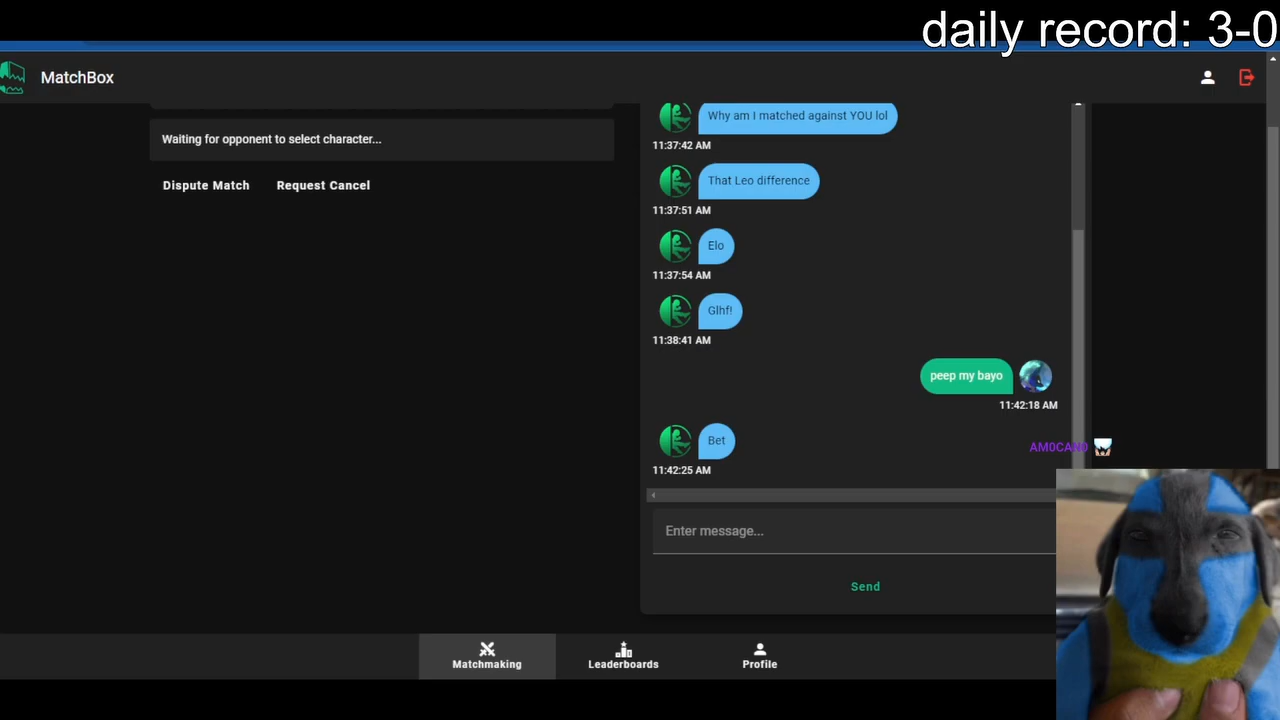 daily record: 3-0
MatchBox
Waiting for opponent to select character...
Dispute Match
Request Cancel
Why am I matched against YOU lol
11:37:42 AM
That Leo difference
11:37:51 AM
Elo
11:37:54 AM
Glhf!
11:38:41 AM
peep my bayo
11:42:18 AM
Bet
11:42:25 AM
AM0CAN0
Enter message...
Send
Matchmaking
Leaderboards
Profile